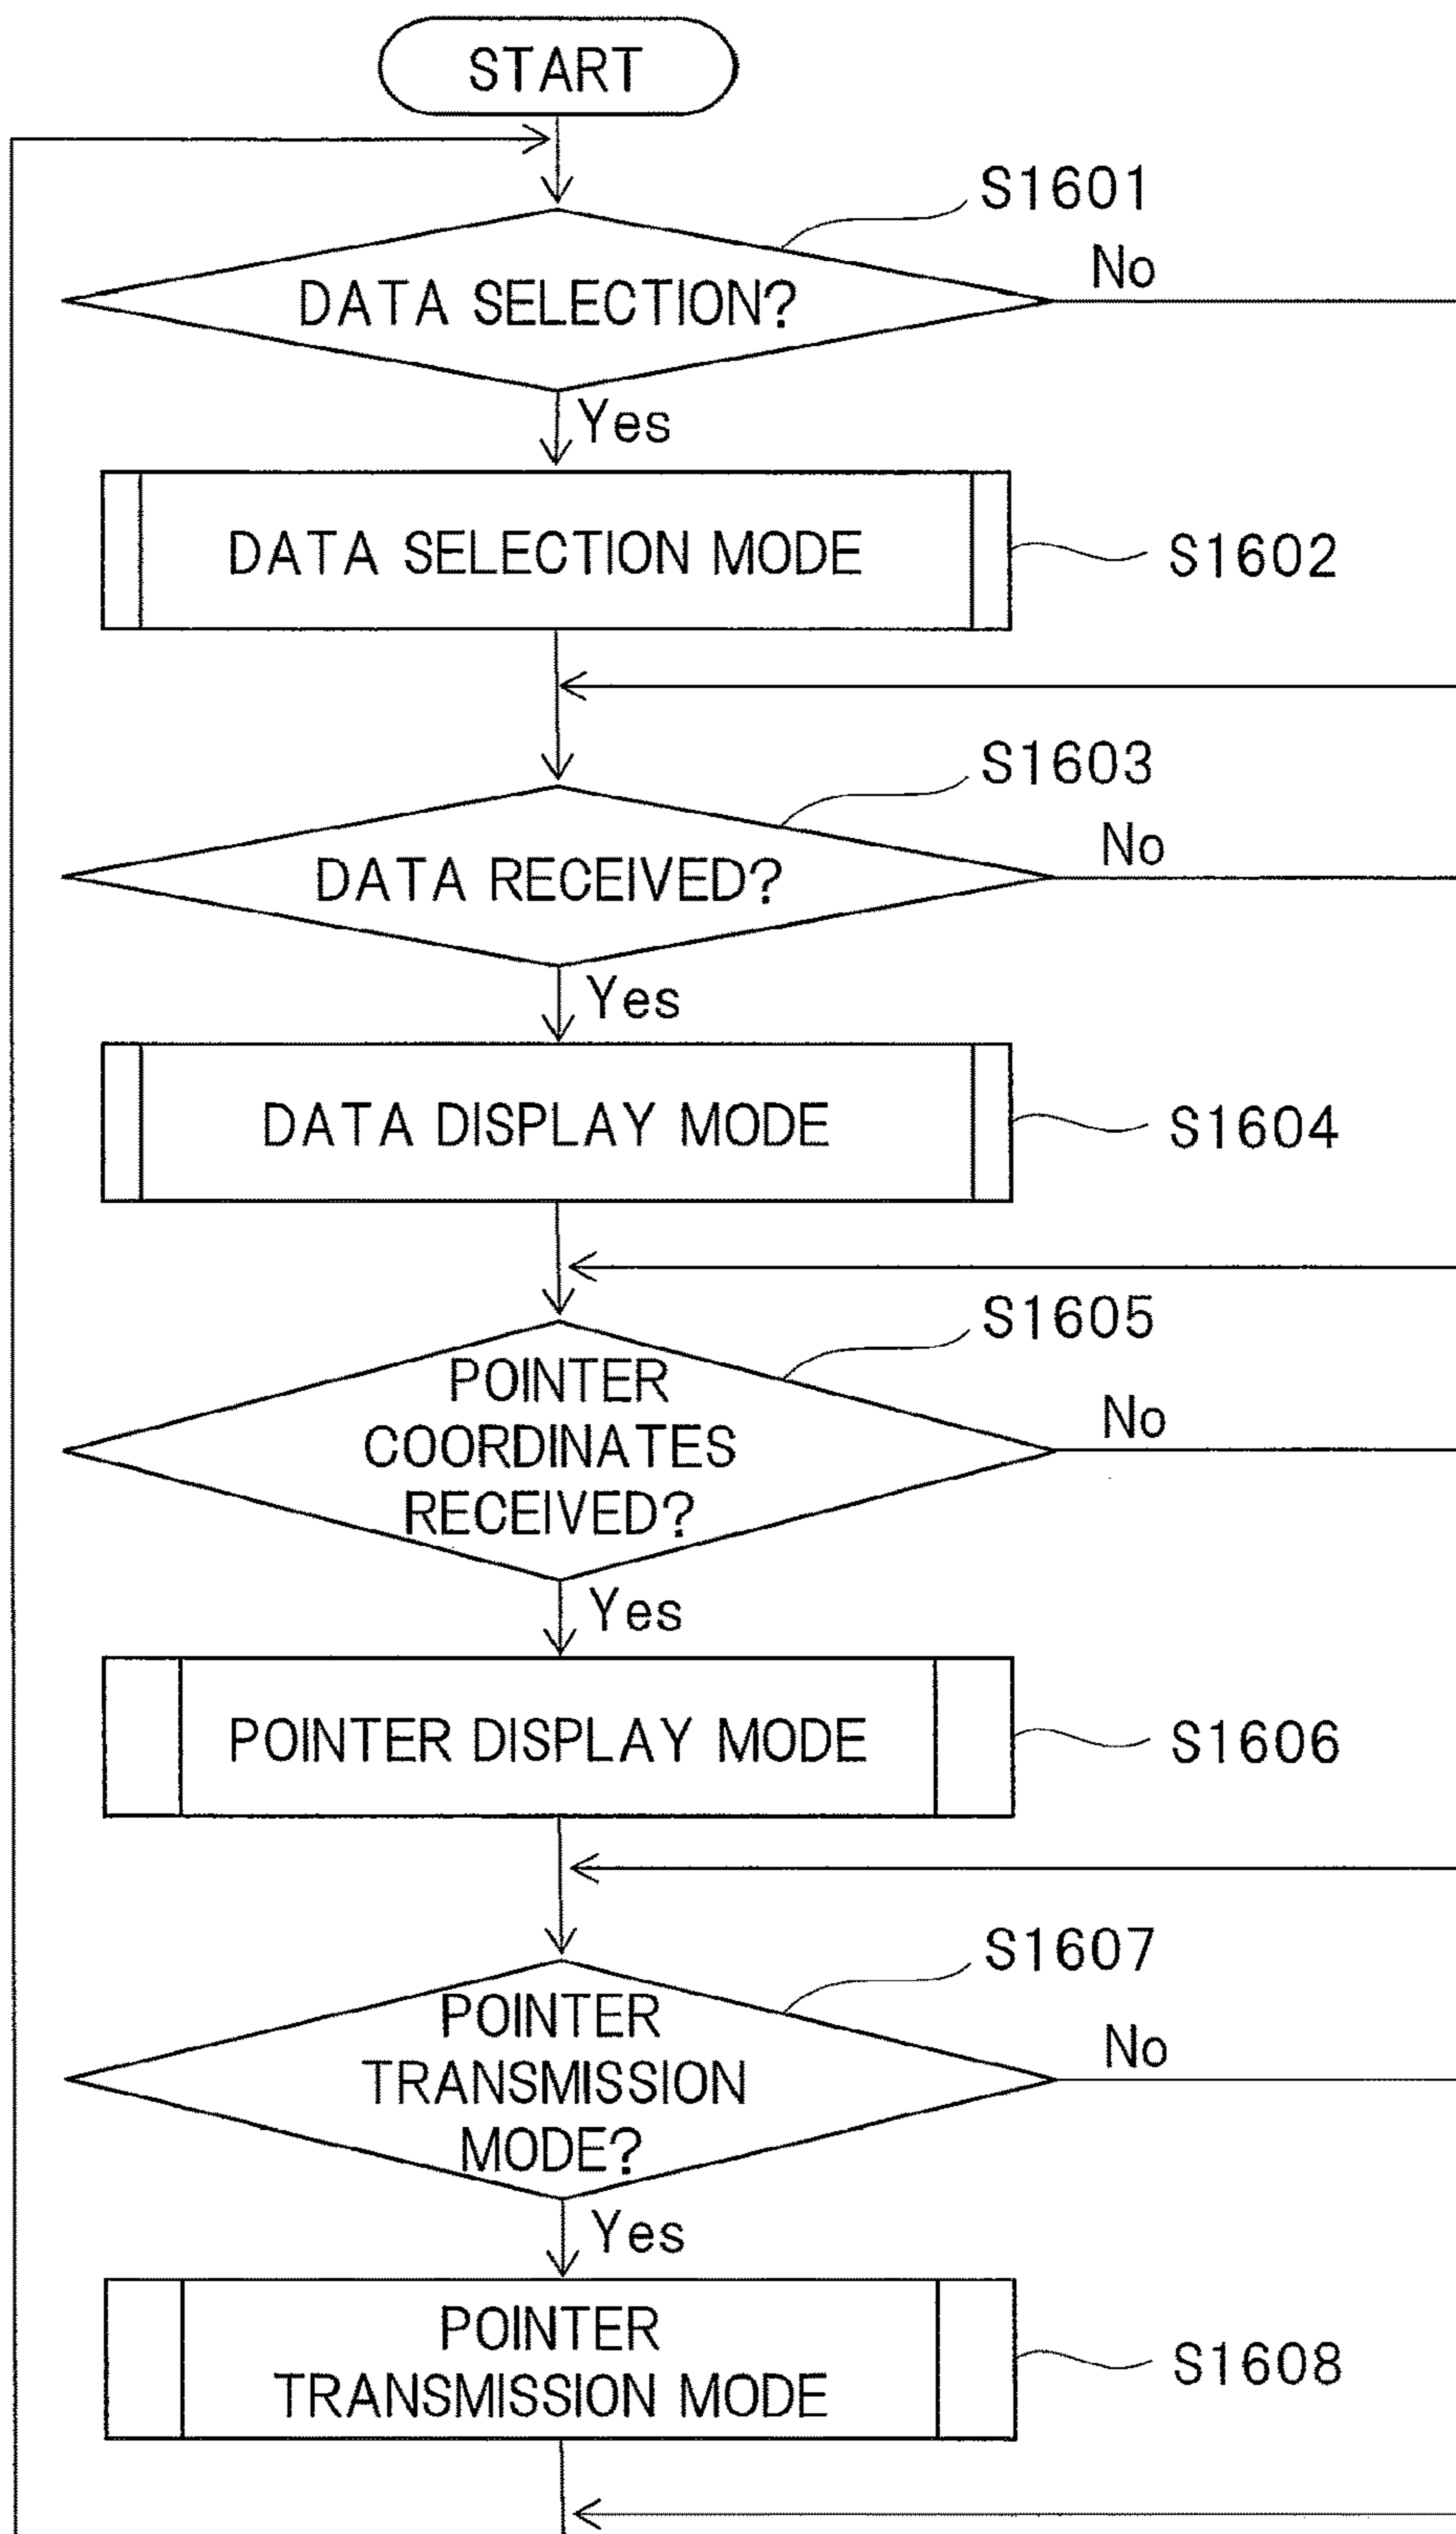 START
S1601
DATA SELECTION?
No
Yes
DATA SELECTION MODE
S1602
S1603
DATA RECEIVED?
No
Yes
DATA DISPLAY MODE
S1604
S1605
POINTER
COORDINATES
RECEIVED?
No
Yes
POINTER DISPLAY MODE
S1606
S1607
POINTER
TRANSMISSION
MODE?
No
Yes
POINTER
TRANSMISSION MODE
S1608